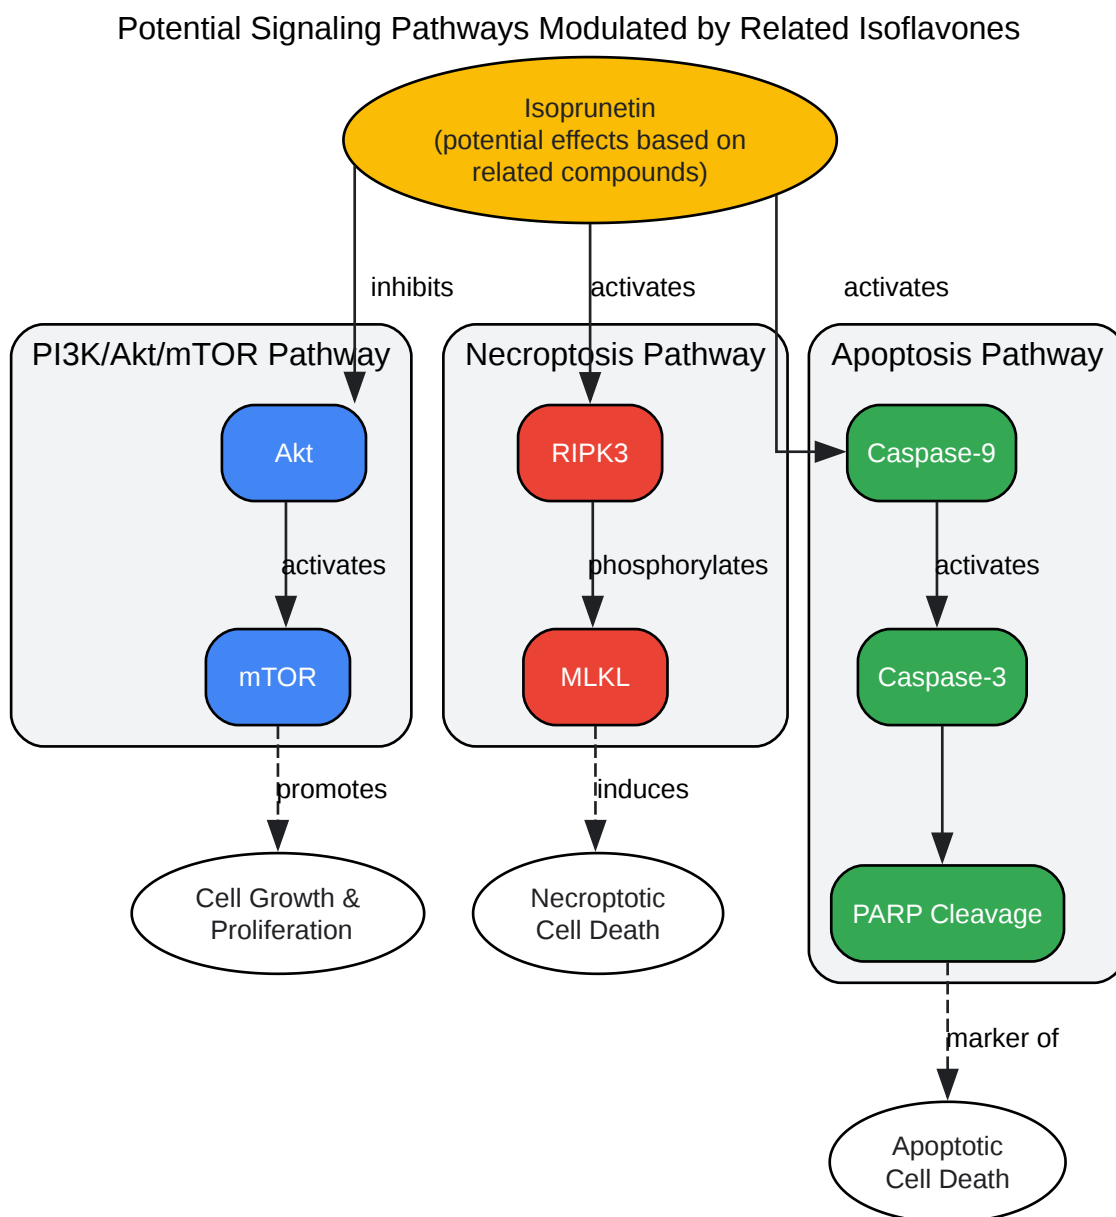 Potential Signaling Pathways Modulated by Related Isoflavones
Isoprunetin
(potential effects based on
related compounds)
inhibits
activates
activates
PI3K/Akt/mTOR Pathway
Necroptosis Pathway
Apoptosis Pathway
Akt
RIPK3
Caspase-9
activates
phosphorylates
activates
mTOR
MLKL
Caspase-3
promotes
induces
Cell Growth &
Proliferation
Necroptotic
Cell Death
PARP Cleavage
marker of
Apoptotic
Cell Death